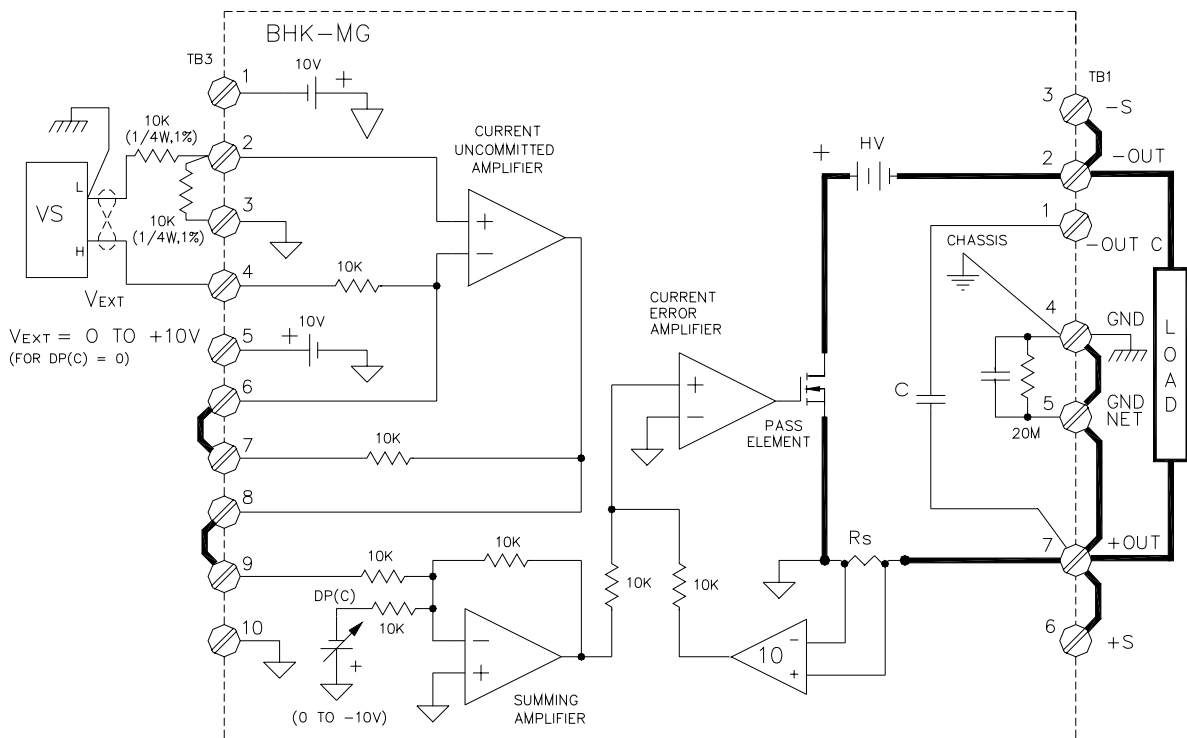 BHK-MG
TB3
1
10V
+
10K
(1/4W,1%)
2
CURRENT
UNCOMMITTED
AMPLIFIER
L
VS
H
10K
(1/4W,1%)
3
+
−
4
10K
VEXT
VEXT = 0 TO +10V
(FOR DP(C) = 0)
5
+
10V
6
7
10K
8
9
10K
10K
DP(C)
10K
+
(0 TO -10V)
10
−
+
SUMMING
AMPLIFIER
CURRENT
ERROR
AMPLIFIER
+
−
PASS
ELEMENT
10K
10K
10
-
+
RS
+
HV
TB1
3
-S
2
-OUT
1
-OUT C
CHASSIS
C
4
GND
5
GND
NET
20M
LOAD
7
+OUT
6
+S